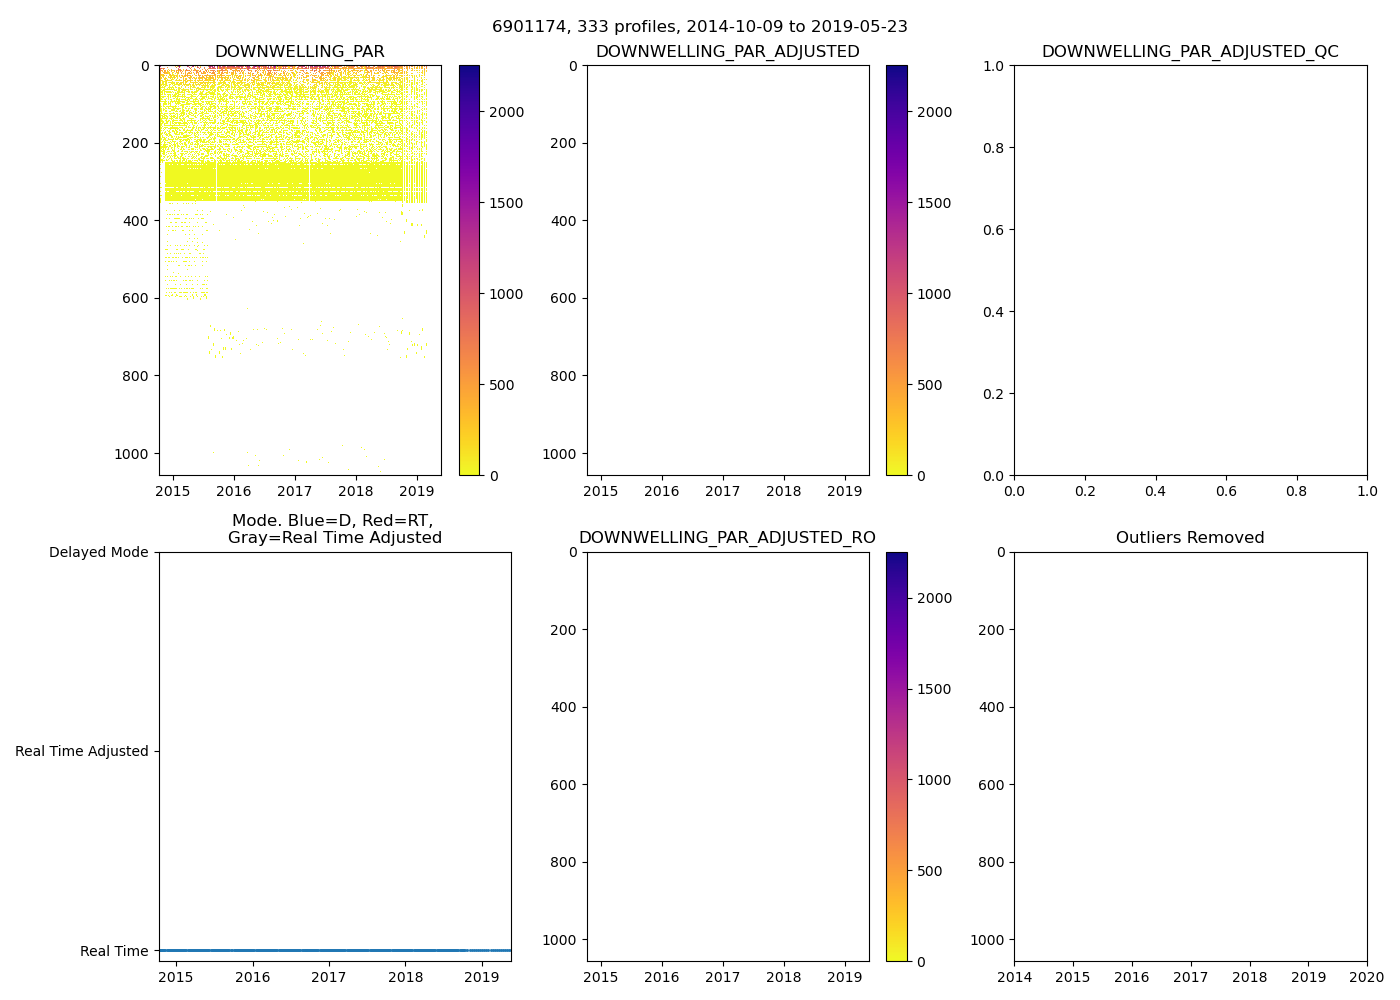 6901174, 333 profiles, 2014-10-09 to 2019-05-23
DOWNWELLING_PAR
0
200
400
600
800
1000
2015 2016 2017 2018 2019
2000
1500
1000
500
0
DOWNWELLING_PAR_ADJUSTED
0
200
400
600
800
1000
2015 2016 2017 2018 2019
2000
1500
1000
500
0
DOWNWELLING_PAR_ADJUSTED_QC
1.0
0.8
0.6
0.4
0.2
0.0
0.0 0.2 0.4 0.6 0.8 1.0
Mode. Blue=D, Red=RT,
Gray=Real Time Adjusted
Delayed Mode
Real Time Adjusted
Real Time
2015 2016 2017 2018 2019
DOWNWELLING_PAR_ADJUSTED_RO
0
200
400
600
800
1000
2015 2016 2017 2018 2019
2000
1500
1000
500
0
Outliers Removed
0
200
400
600
800
1000
2014 2015 2016 2017 2018 2019 2020